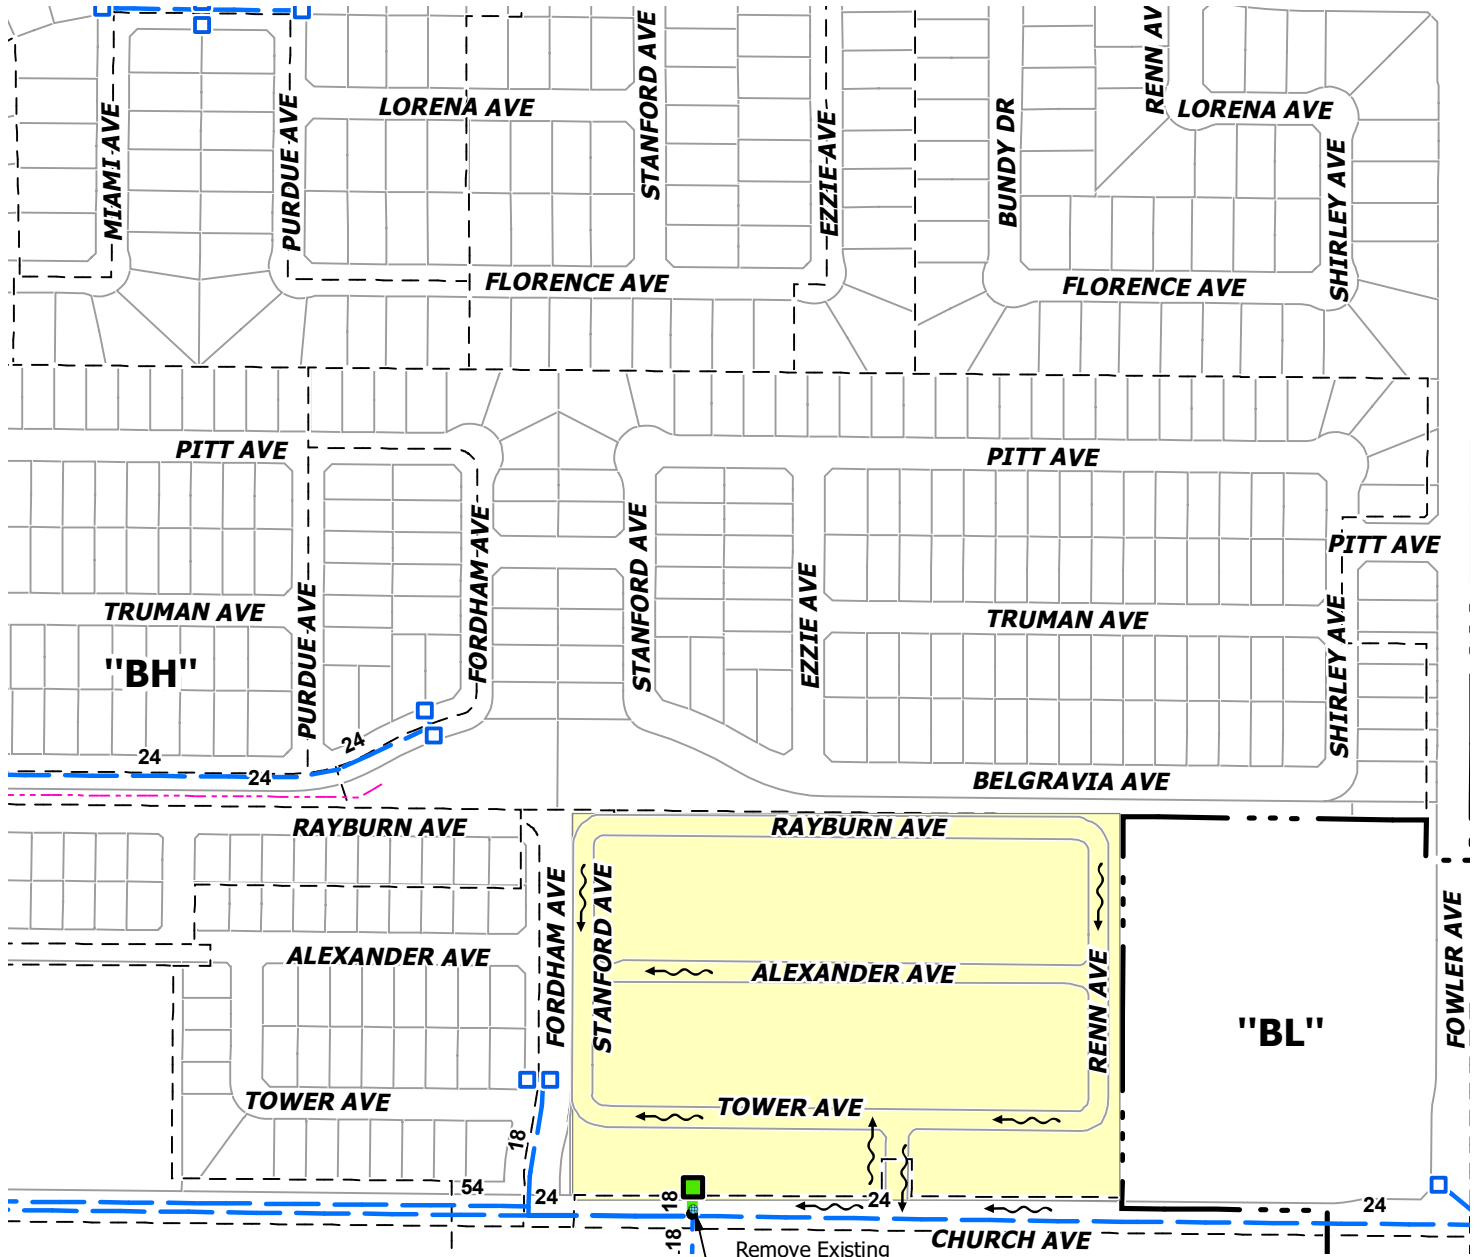 STANFORD AVE
RENN AV
LORENA AVE
LORENA AVE
MIAMI AVE
PURDUE AVE
EZZIE AVE
BUNDY DR
SHIRLEY AVE
FLORENCE AVE
FLORENCE AVE
PITT AVE
PITT AVE
PITT AVE
FORDHAM AVE
STANFORD AVE
EZZIE AVE
TRUMAN AVE
TRUMAN AVE
PURDUE AVE
SHIRLEY AVE
SHIRLEY AVE
"BH"
24
24
24
BELGRAVIA AVE
RAYBURN AVE
RAYBURN AVE
FORDHAM AVE
STANFORD AVE
ALEXANDER AVE
ALEXANDER AVE
RENN AVE
FOWLER AVE
"BL"
TOWER AVE
TOWER AVE
18
54
24
18
24
24
18
CHURCH AVE
Remove Existing